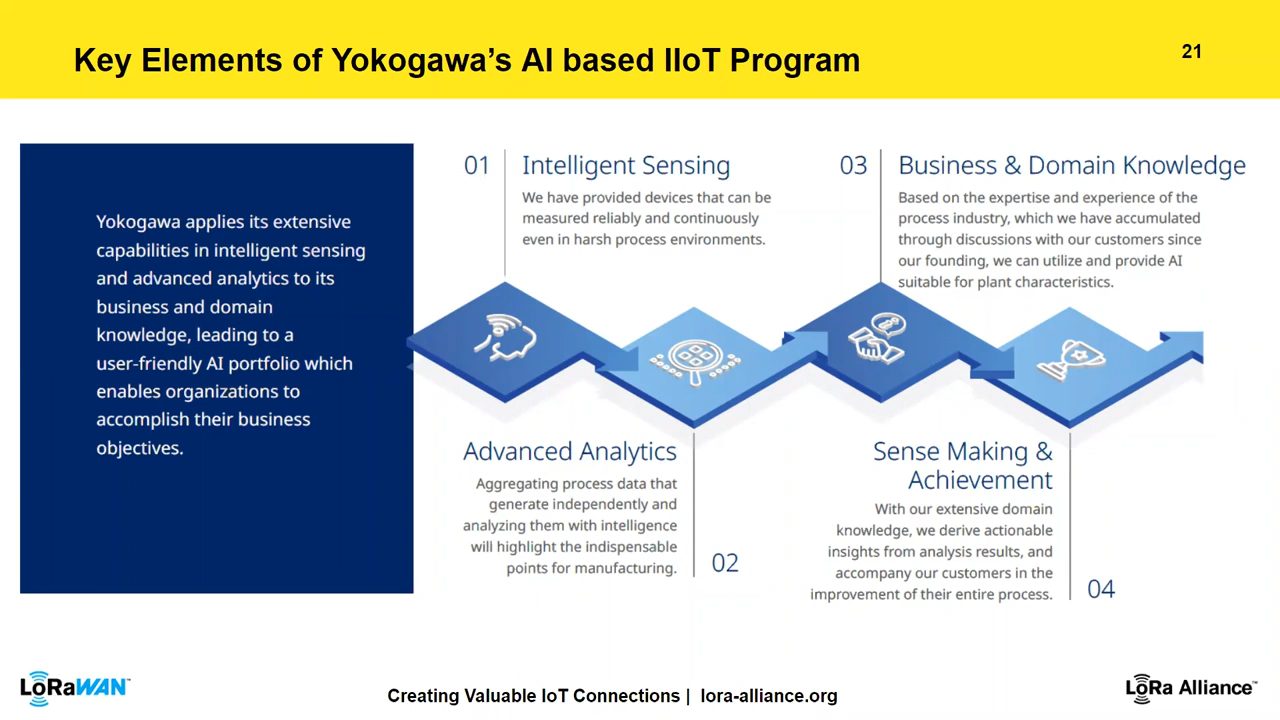 Key Elements of Yokogawa’s AI based IIoT Program
21
Yokogawa applies its extensive
capabilities in intelligent sensing
and advanced analytics to its
business and domain
knowledge, leading to a
user-friendly AI portfolio which
enables organizations to
accomplish their business
objectives.
01
Intelligent Sensing
We have provided devices that can be
measured reliably and continuously
even in harsh process environments.
Advanced Analytics
Aggregating process data that
generate independently and
analyzing them with intelligence
will highlight the indispensable
points for manufacturing.
02
03
Business & Domain Knowledge
Based on the expertise and experience of the
process industry, which we have accumulated
through discussions with our customers since
our founding, we can utilize and provide AI
suitable for plant characteristics.
Sense Making &
Achievement
With our extensive domain
knowledge, we derive actionable
insights from analysis results, and
accompany our customers in the
improvement of their entire process.
04
LoRaWAN™
Creating Valuable IoT Connections | lora-alliance.org
LoRa Alliance™